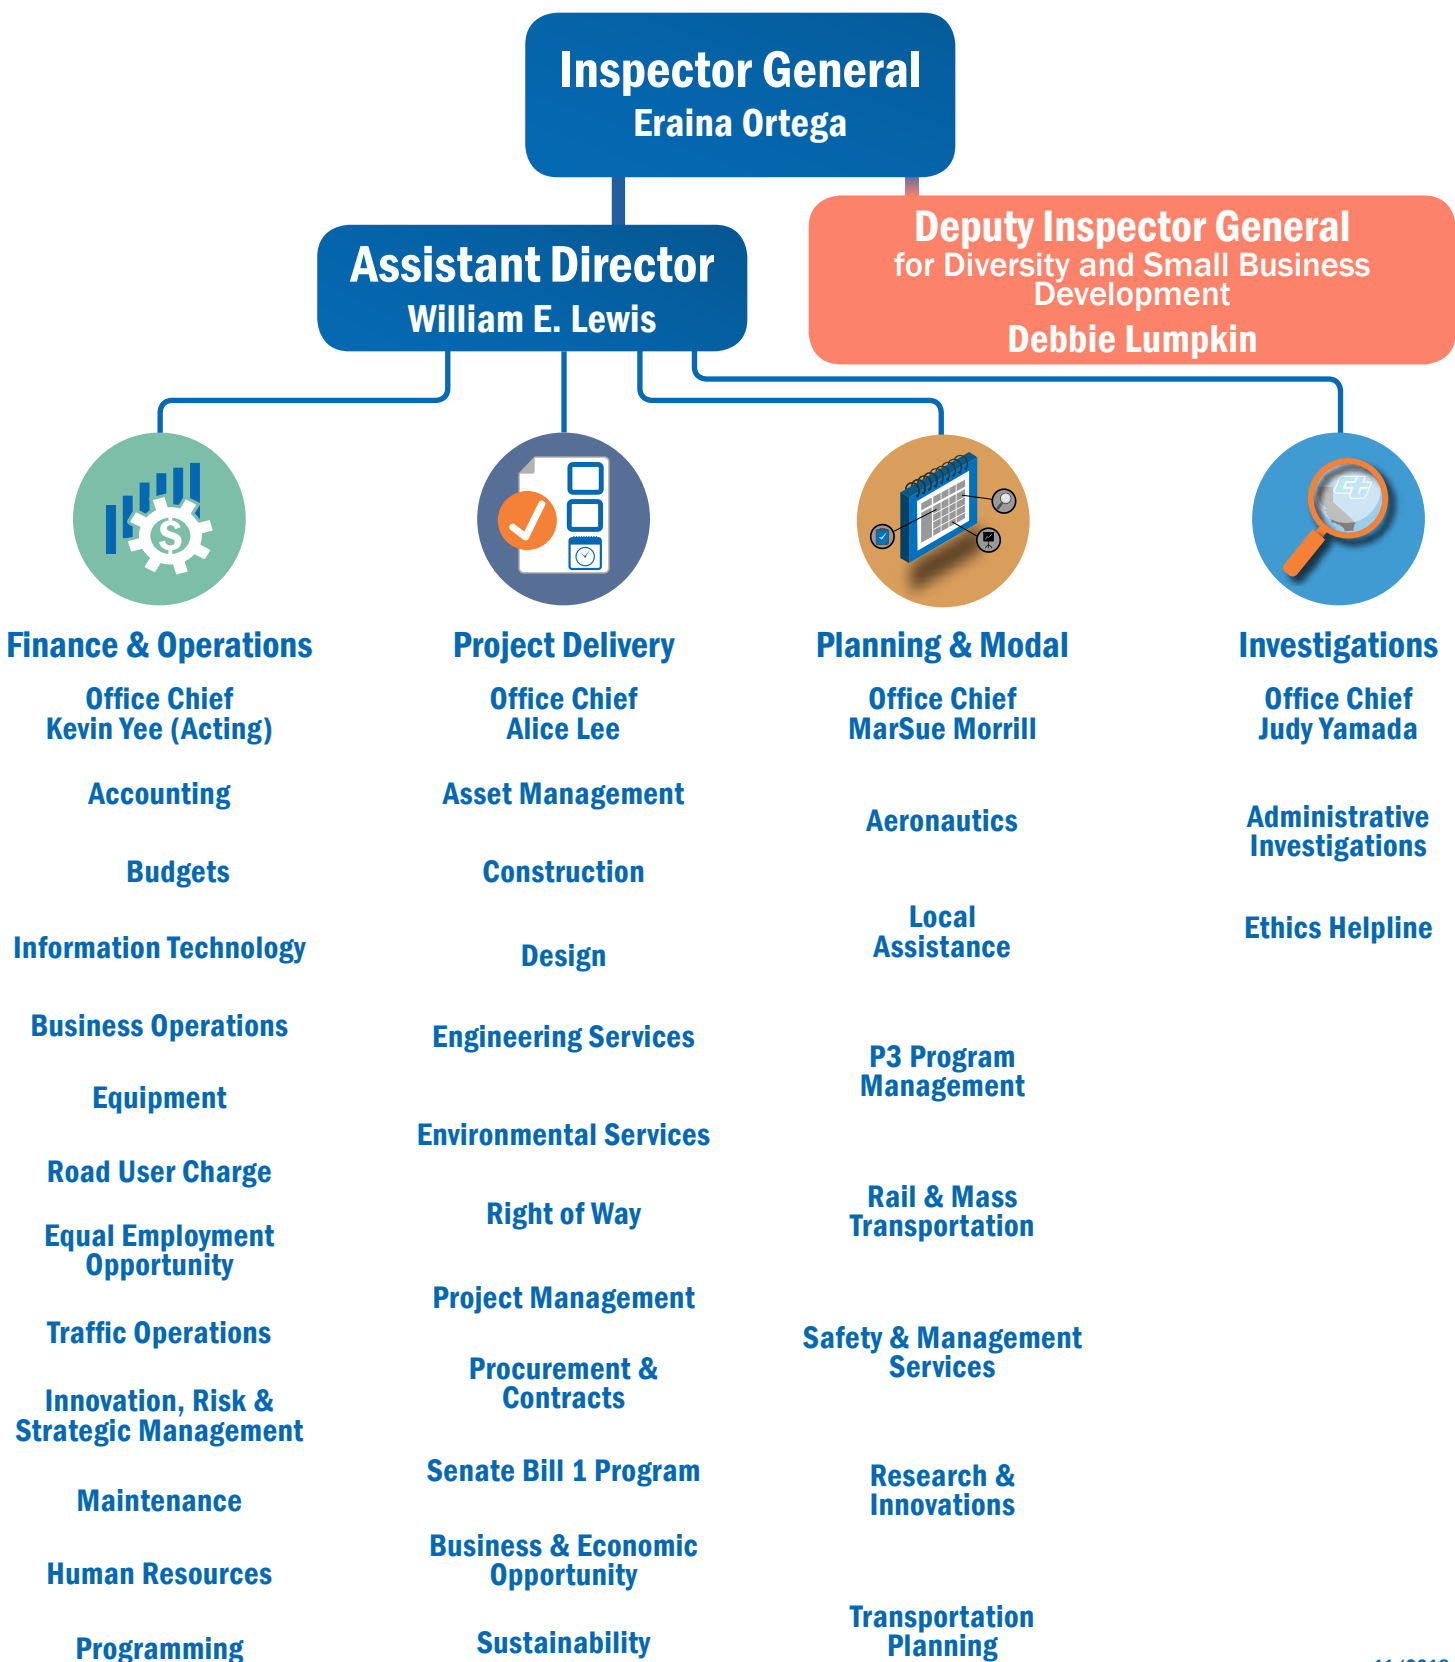 Inspector General
Eraina Ortega
Assistant Director
William E. Lewis
Deputy Inspector General
for Diversity and Small Business
Development
Debbie Lumpkin
Finance & Operations
Office Chief
Kevin Yee (Acting)
Accounting
Budgets
Information Technology
Business Operations
Equipment
Road User Charge
Equal Employment
Opportunity
Traffic Operations
Innovation, Risk &
Strategic Management
Maintenance
Human Resources
Programming
Project Delivery
Office Chief
Alice Lee
Asset Management
Construction
Design
Engineering Services
Environmental Services
Right of Way
Project Management
Procurement &
Contracts
Senate Bill 1 Program
Business & Economic
Opportunity
Sustainability
Planning & Modal
Office Chief
MarSue Morrill
Aeronautics
Local
Assistance
P3 Program
Management
Rail & Mass
Transportation
Safety & Management
Services
Research &
Innovations
Transportation
Planning
$
ct
Investigations
Office Chief
Judy Yamada
Administrative
Investigations
Ethics Helpline